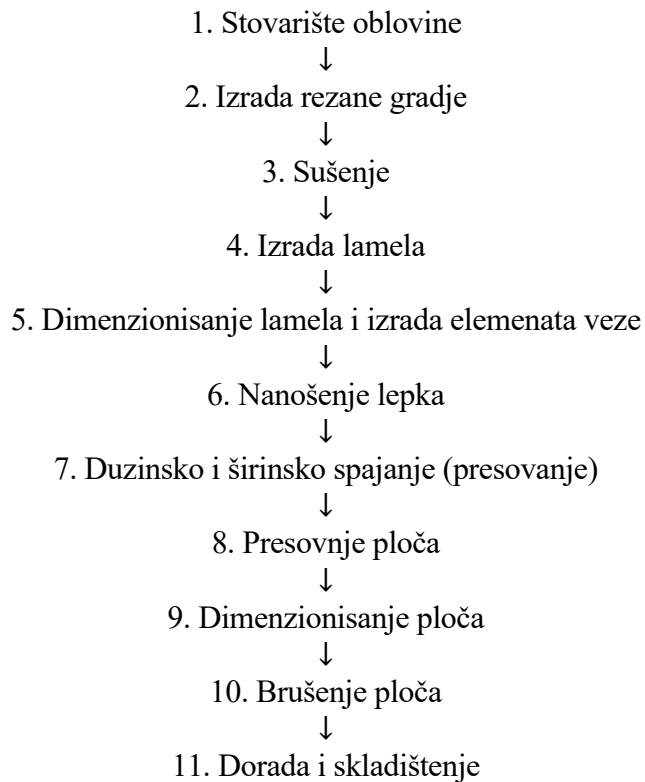 1. Stovarište oblovine
↓
2. Izrada rezane gradje
↓
3. Sušenje
↓
4. Izrada lamela
↓
5. Dimenzionisanje lamela i izrada elemenata veze
↓
6. Nanošenje lepka
↓
7. Duzinsko i širinsko spajanje (presovanje)
↓
8. Presovnje ploča
↓
9. Dimenzionisanje ploča
↓
10. Brušenje ploča
↓
11. Dorada i skladištenje